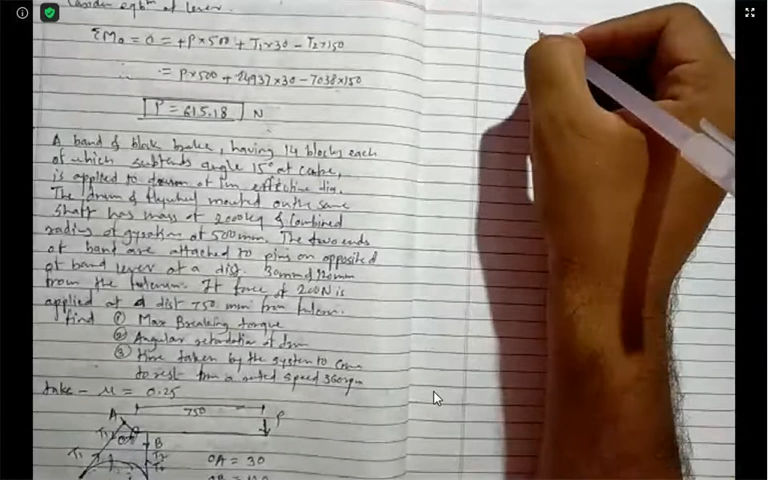 Consider eqbm of lever.
ΣM₀ = 0 = +P×500 + T₁×30 − T₂×150
∴ = P×500 + 14937×30 − 7038×150
P = 615.18 N
A band & block brake, having 14 blocks each
of which subtends angle 15° at centre,
is applied to drum of 1m effective dia.
The drum & flywheel mounted on the same
shaft has mass of 2000kg & Combined
radius of gyration of 500mm. The two ends
of band are attached to pins on opposited
of band lever at a dist. 30mm & 120mm
from the fulcrum. If force of 200N is
applied at a dist 750 mm from fulcrum.
find ① Max Breaking torque
② Angular retardation of drum
③ time taken by the system to come
to rest from a rated speed 360rpm
take - μ = 0.25
750
P
A
B
T₁
T₂
OA = 30